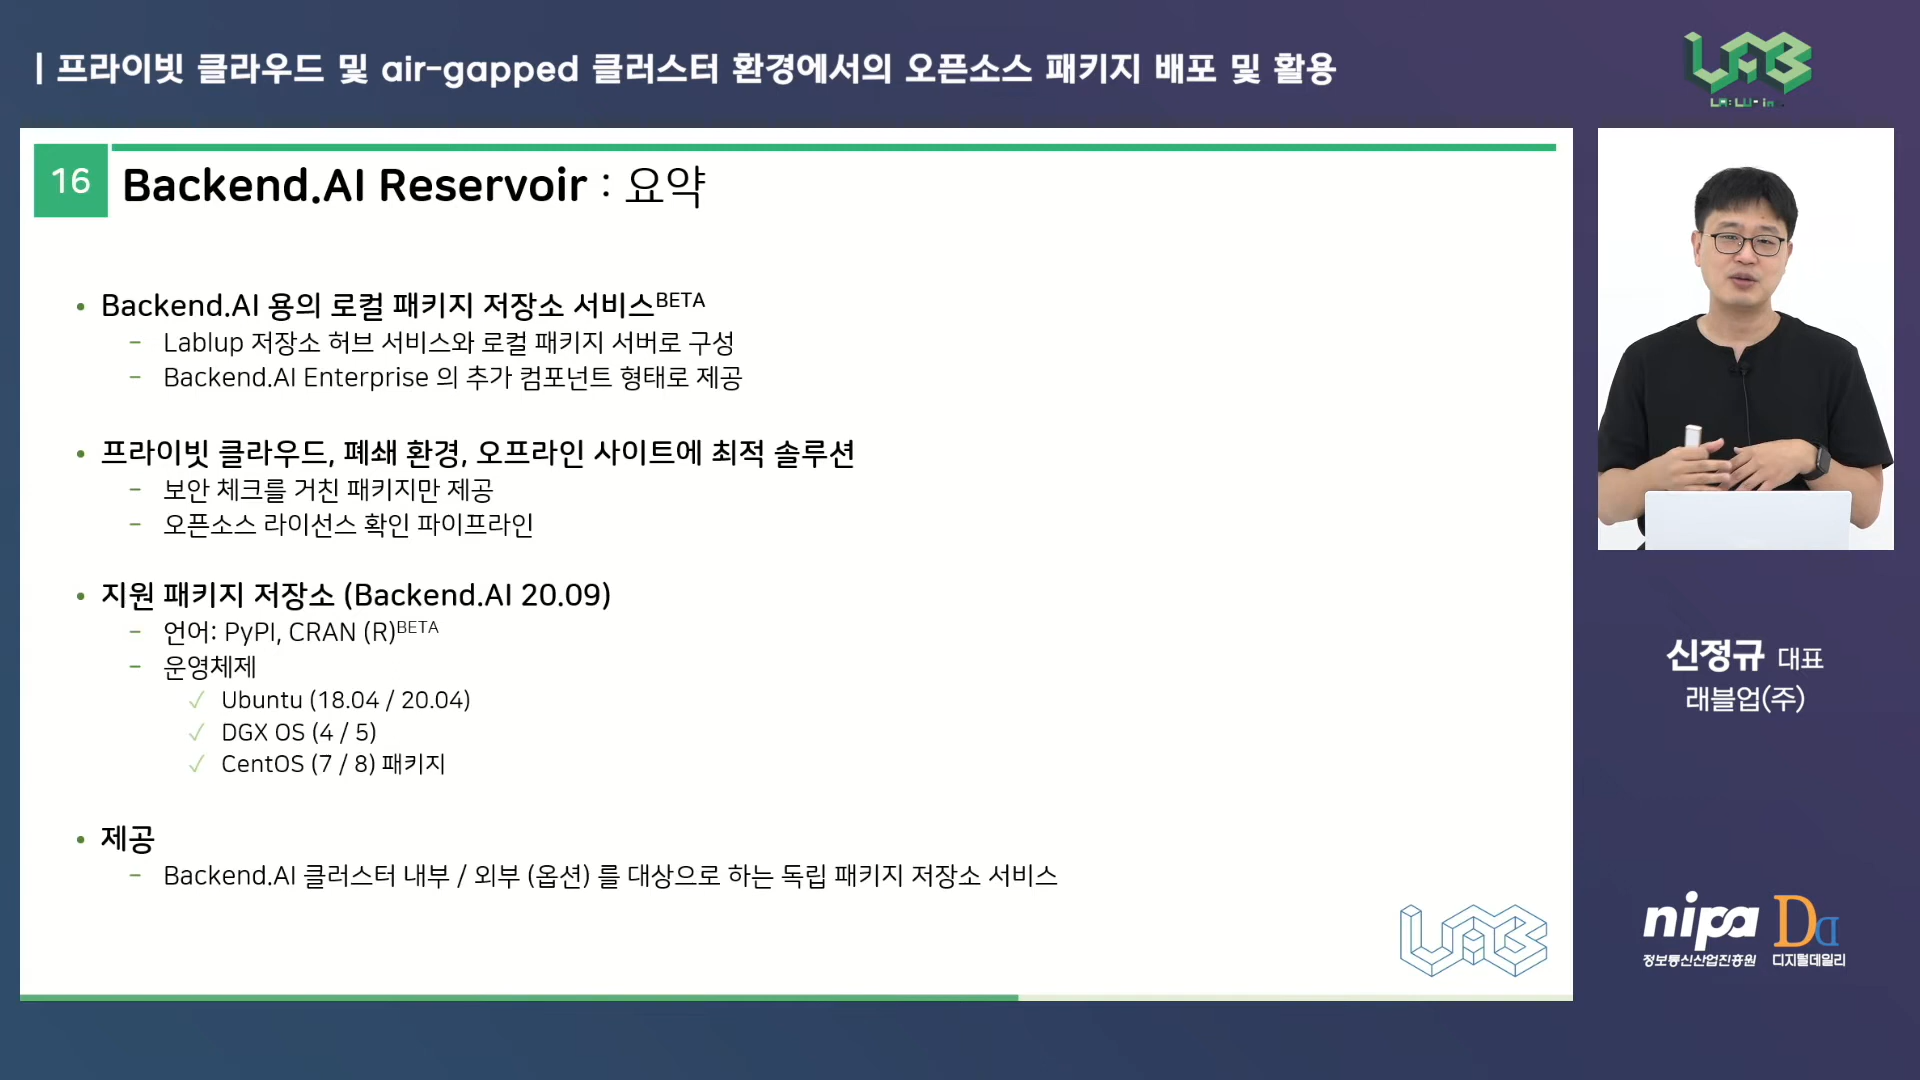 | 프라이빗 클라우드 및 air-gapped 클러스터 환경에서의 오픈소스 패키지 배포 및 활용
LAB
16
Backend.AI Reservoir : 요약
• Backend.AI 용의 로컬 패키지 저장소 서비스BETA
– Lablup 저장소 허브 서비스와 로컬 패키지 서버로 구성
– Backend.AI Enterprise 의 추가 컴포넌트 형태로 제공
• 프라이빗 클라우드, 폐쇄 환경, 오프라인 사이트에 최적 솔루션
– 보안 체크를 거친 패키지만 제공
– 오픈소스 라이선스 확인 파이프라인
• 지원 패키지 저장소 (Backend.AI 20.09)
– 언어: PyPI, CRAN (R)BETA
– 운영체제
✓ Ubuntu (18.04 / 20.04)
✓ DGX OS (4 / 5)
✓ CentOS (7 / 8) 패키지
• 제공
– Backend.AI 클러스터 내부 / 외부 (옵션) 를 대상으로 하는 독립 패키지 저장소 서비스
LAB
신정규 대표
래블업(주)
nipa
정보통신산업진흥원
DD
디지털데일리